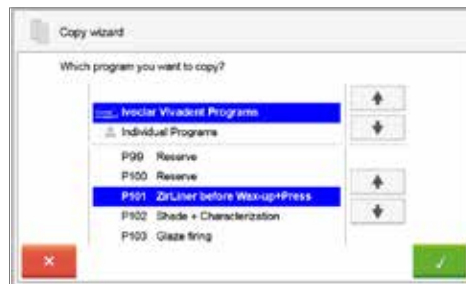 Copy wizard
Which program you want to copy?
Ivoclar Vivadent Programs
Individual Programs
P99 Reserve
P100 Reserve
P101 ZirLiner before Wax-up+Press
P102 Shade + Characterization
P103 Glaze firing